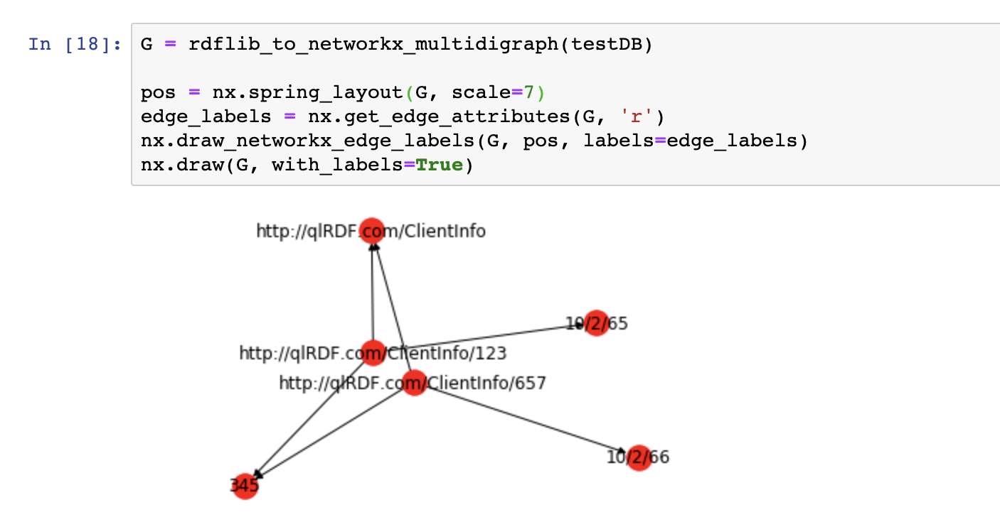 In [18]: G = rdflib_to_networkx_multidigraph(testDB)
pos = nx.spring_layout(G, scale=7)
edge_labels = nx.get_edge_attributes(G, 'r')
nx.draw_networkx_edge_labels(G, pos, labels=edge_labels)
nx.draw(G, with_labels=True)
http://qlRDF.com/ClientInfo
10/2/65
http://qlRDF.com/ClientInfo/123
http://qlRDF.com/ClientInfo/657
10/2/66
345